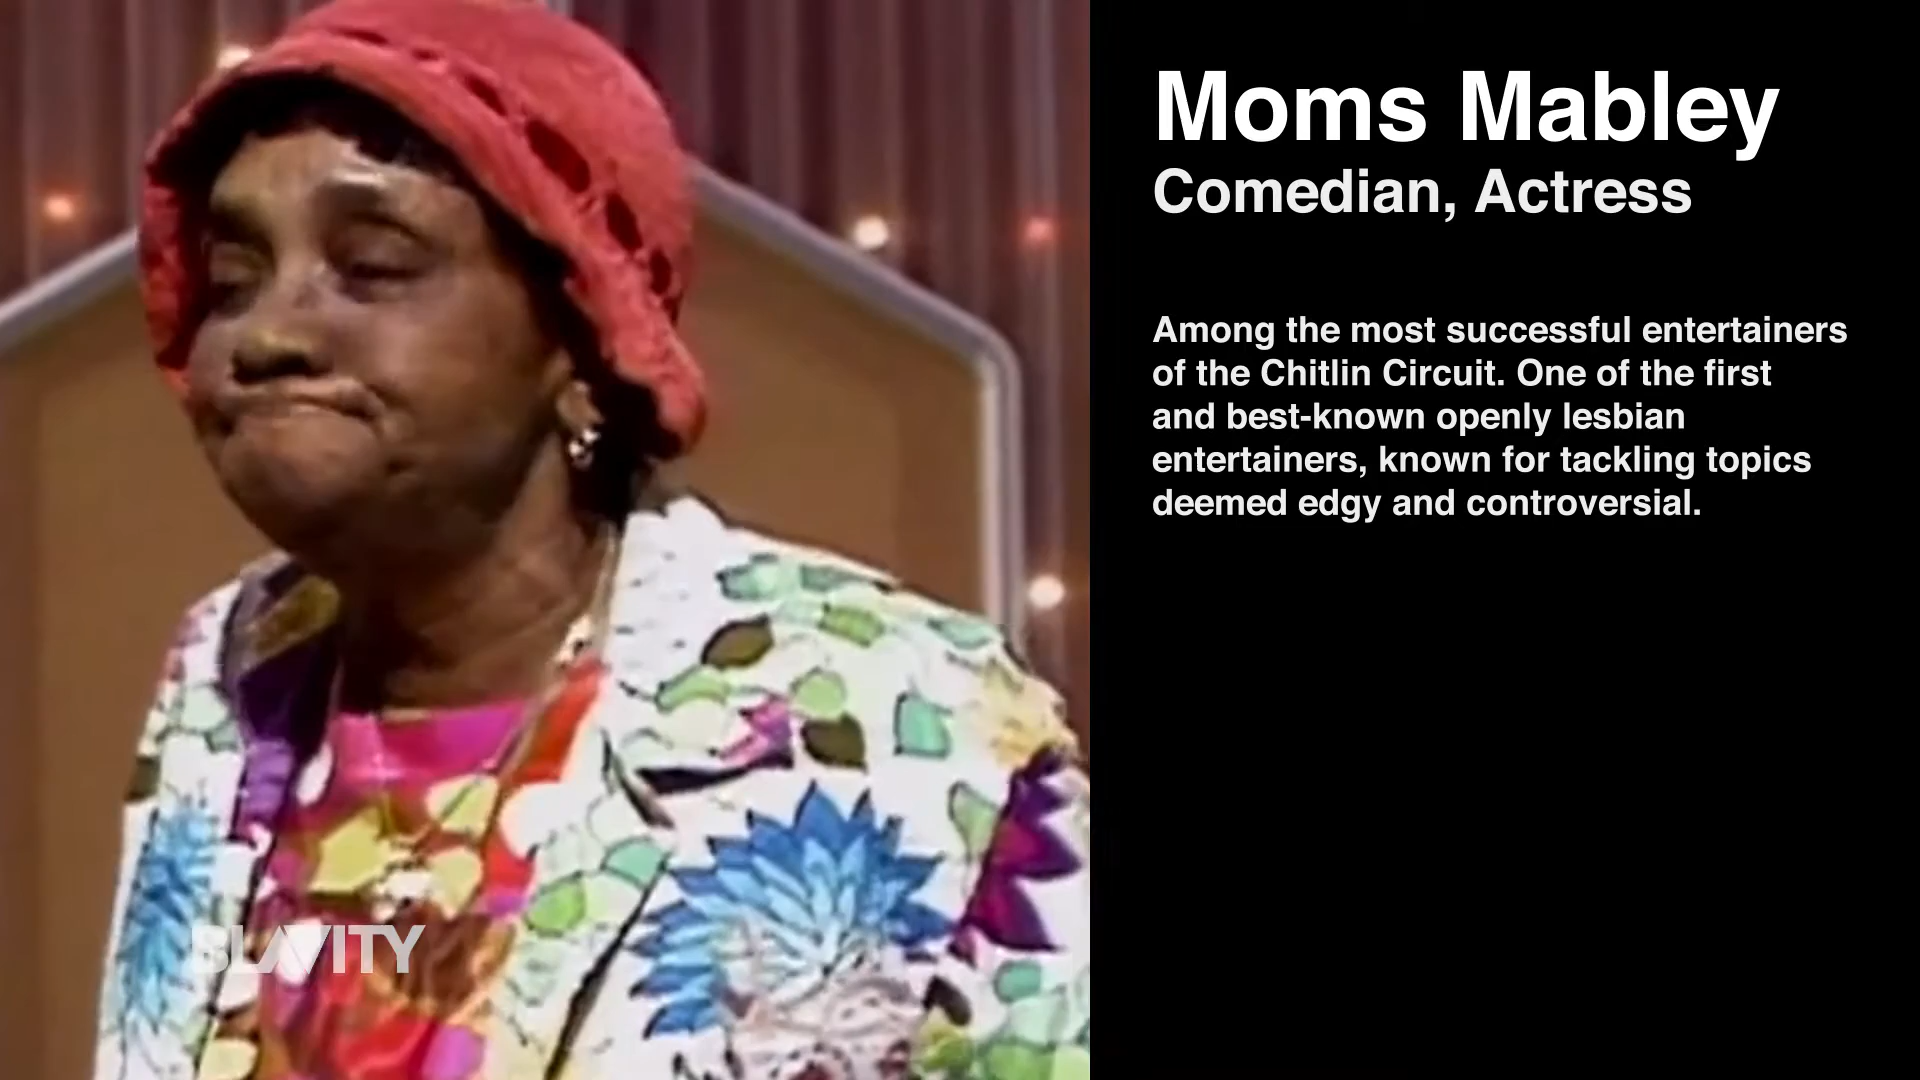 Moms Mabley
Comedian, Actress
Among the most successful entertainers
of the Chitlin Circuit. One of the first
and best-known openly lesbian
entertainers, known for tackling topics
deemed edgy and controversial.
BLAVITY